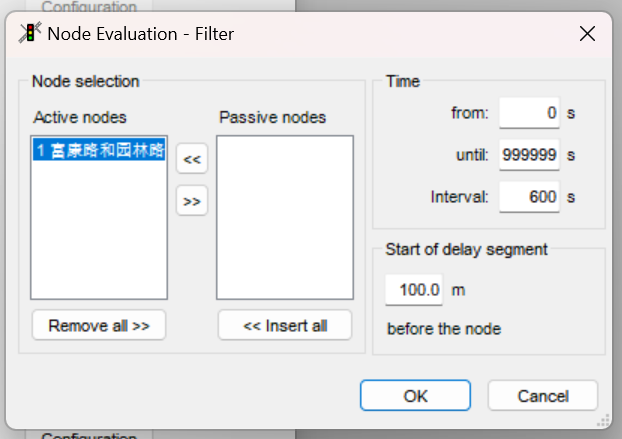 Configuration
Node Evaluation - Filter
Node selection
Active nodes
Passive nodes
1 富康路和园林路
<<
>>
Remove all >>
<< Insert all
Time
from: 0 s
until: 999999 s
Interval: 600 s
Start of delay segment
100.0 m
before the node
OK
Cancel
Configuration